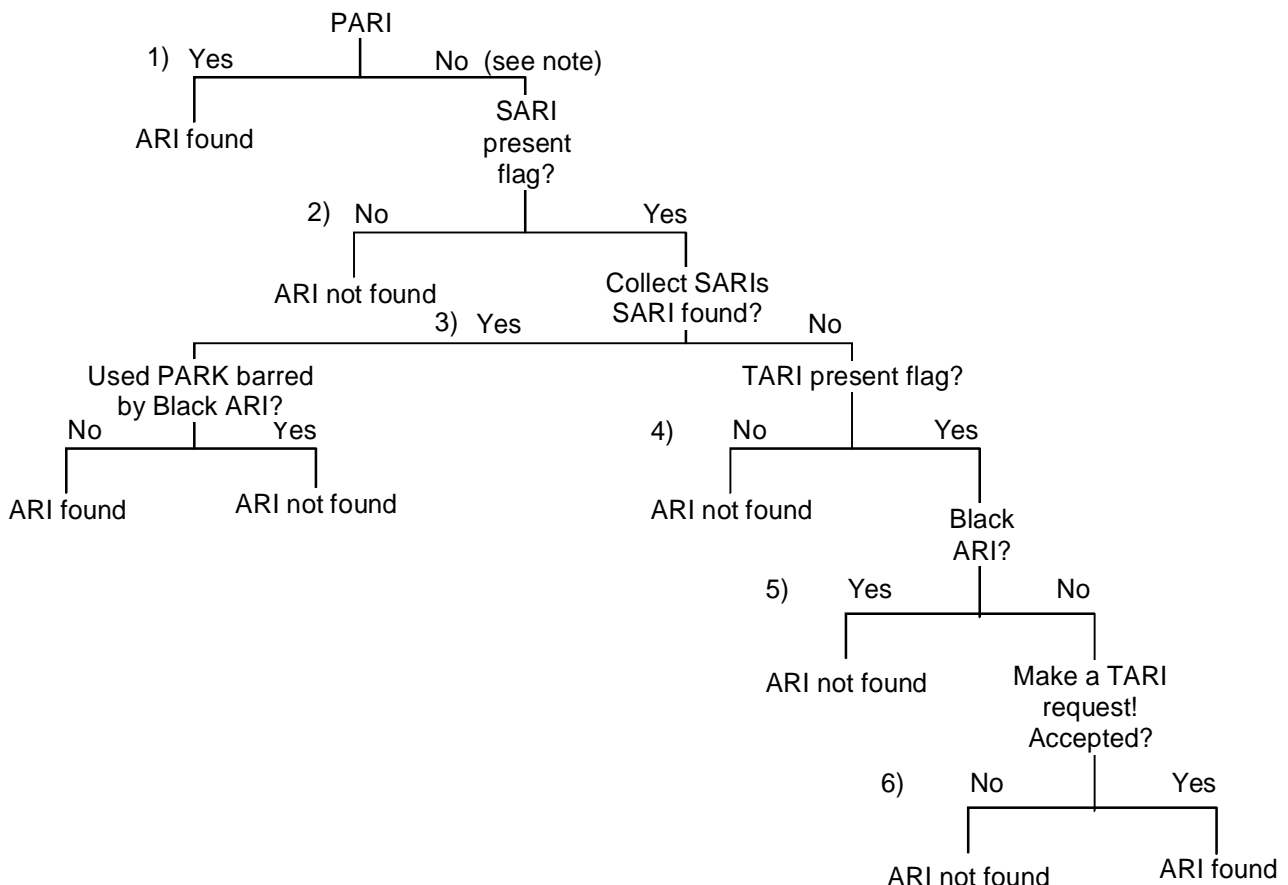 PARI
1) Yes No (see note)
SARI
present
flag?
ARI found
2) No Yes
ARI not found
Collect SARIs
SARI found?
3) Yes No
Used PARK barred
by Black ARI?
TARI present flag?
No Yes
4) No Yes
ARI found
ARI not found
ARI not found
Black
ARI?
5) Yes No
ARI not found
Make a TARI
request!
Accepted?
6) No Yes
ARI not found
ARI found